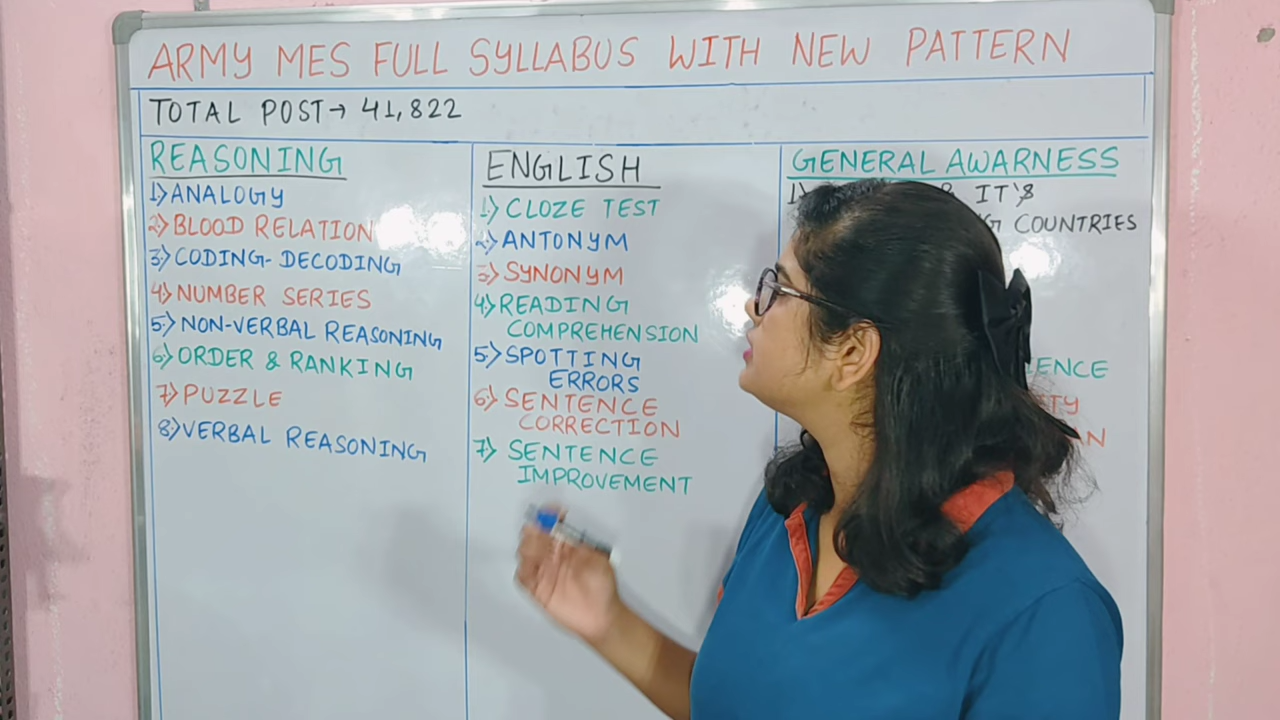 ARMY MES FULL SYLLABUS WITH NEW PATTERN
TOTAL POST→ 41,822
REASONING
1) ANALOGY
2) BLOOD RELATION
3) CODING-DECODING
4) NUMBER SERIES
5) NON-VERBAL REASONING
6) ORDER & RANKING
7) PUZZLE
8) VERBAL REASONING
ENGLISH
1) CLOZE TEST
2) ANTONYM
3) SYNONYM
4) READING
COMPREHENSION
5) SPOTTING
ERRORS
6) SENTENCE
CORRECTION
7) SENTENCE
IMPROVEMENT
GENERAL AWARNESS
1) & IT'S
COUNTRIES